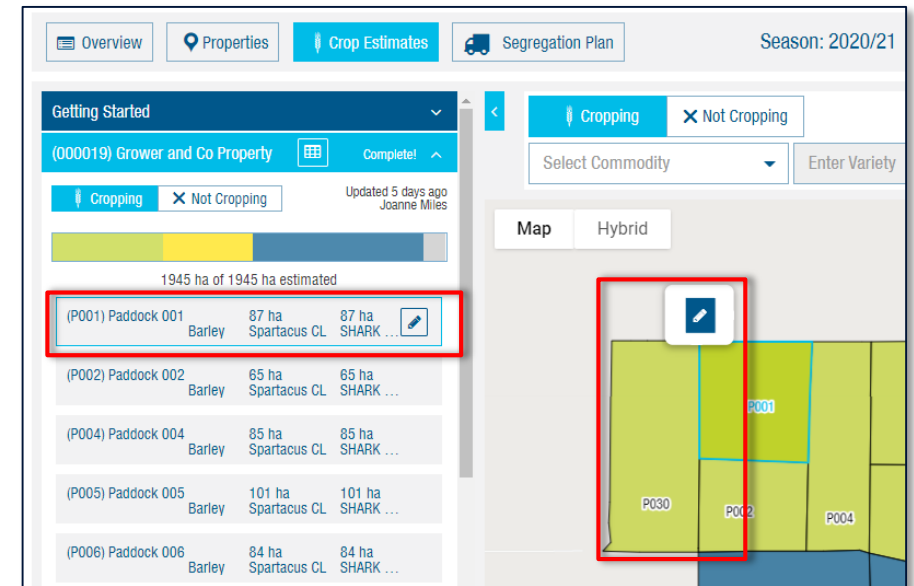 Overview Properties Crop Estimates Segregation Plan Season: 2020/21
Getting Started
(000019) Grower and Co Property Complete!
Cropping Not Cropping Updated 5 days ago
Joanne Miles
1945 ha of 1945 ha estimated
(P001) Paddock 001 87 ha 87 ha
Barley Spartacus CL SHARK ...
(P002) Paddock 002 65 ha 65 ha
Barley Spartacus CL SHARK ...
(P004) Paddock 004 85 ha 85 ha
Barley Spartacus CL SHARK ...
(P005) Paddock 005 101 ha 101 ha
Barley Spartacus CL SHARK ...
(P006) Paddock 006 84 ha 84 ha
Barley Spartacus CL SHARK ...
Cropping Not Cropping
Select Commodity Enter Variety
Map Hybrid
P001
P030 P002 P004